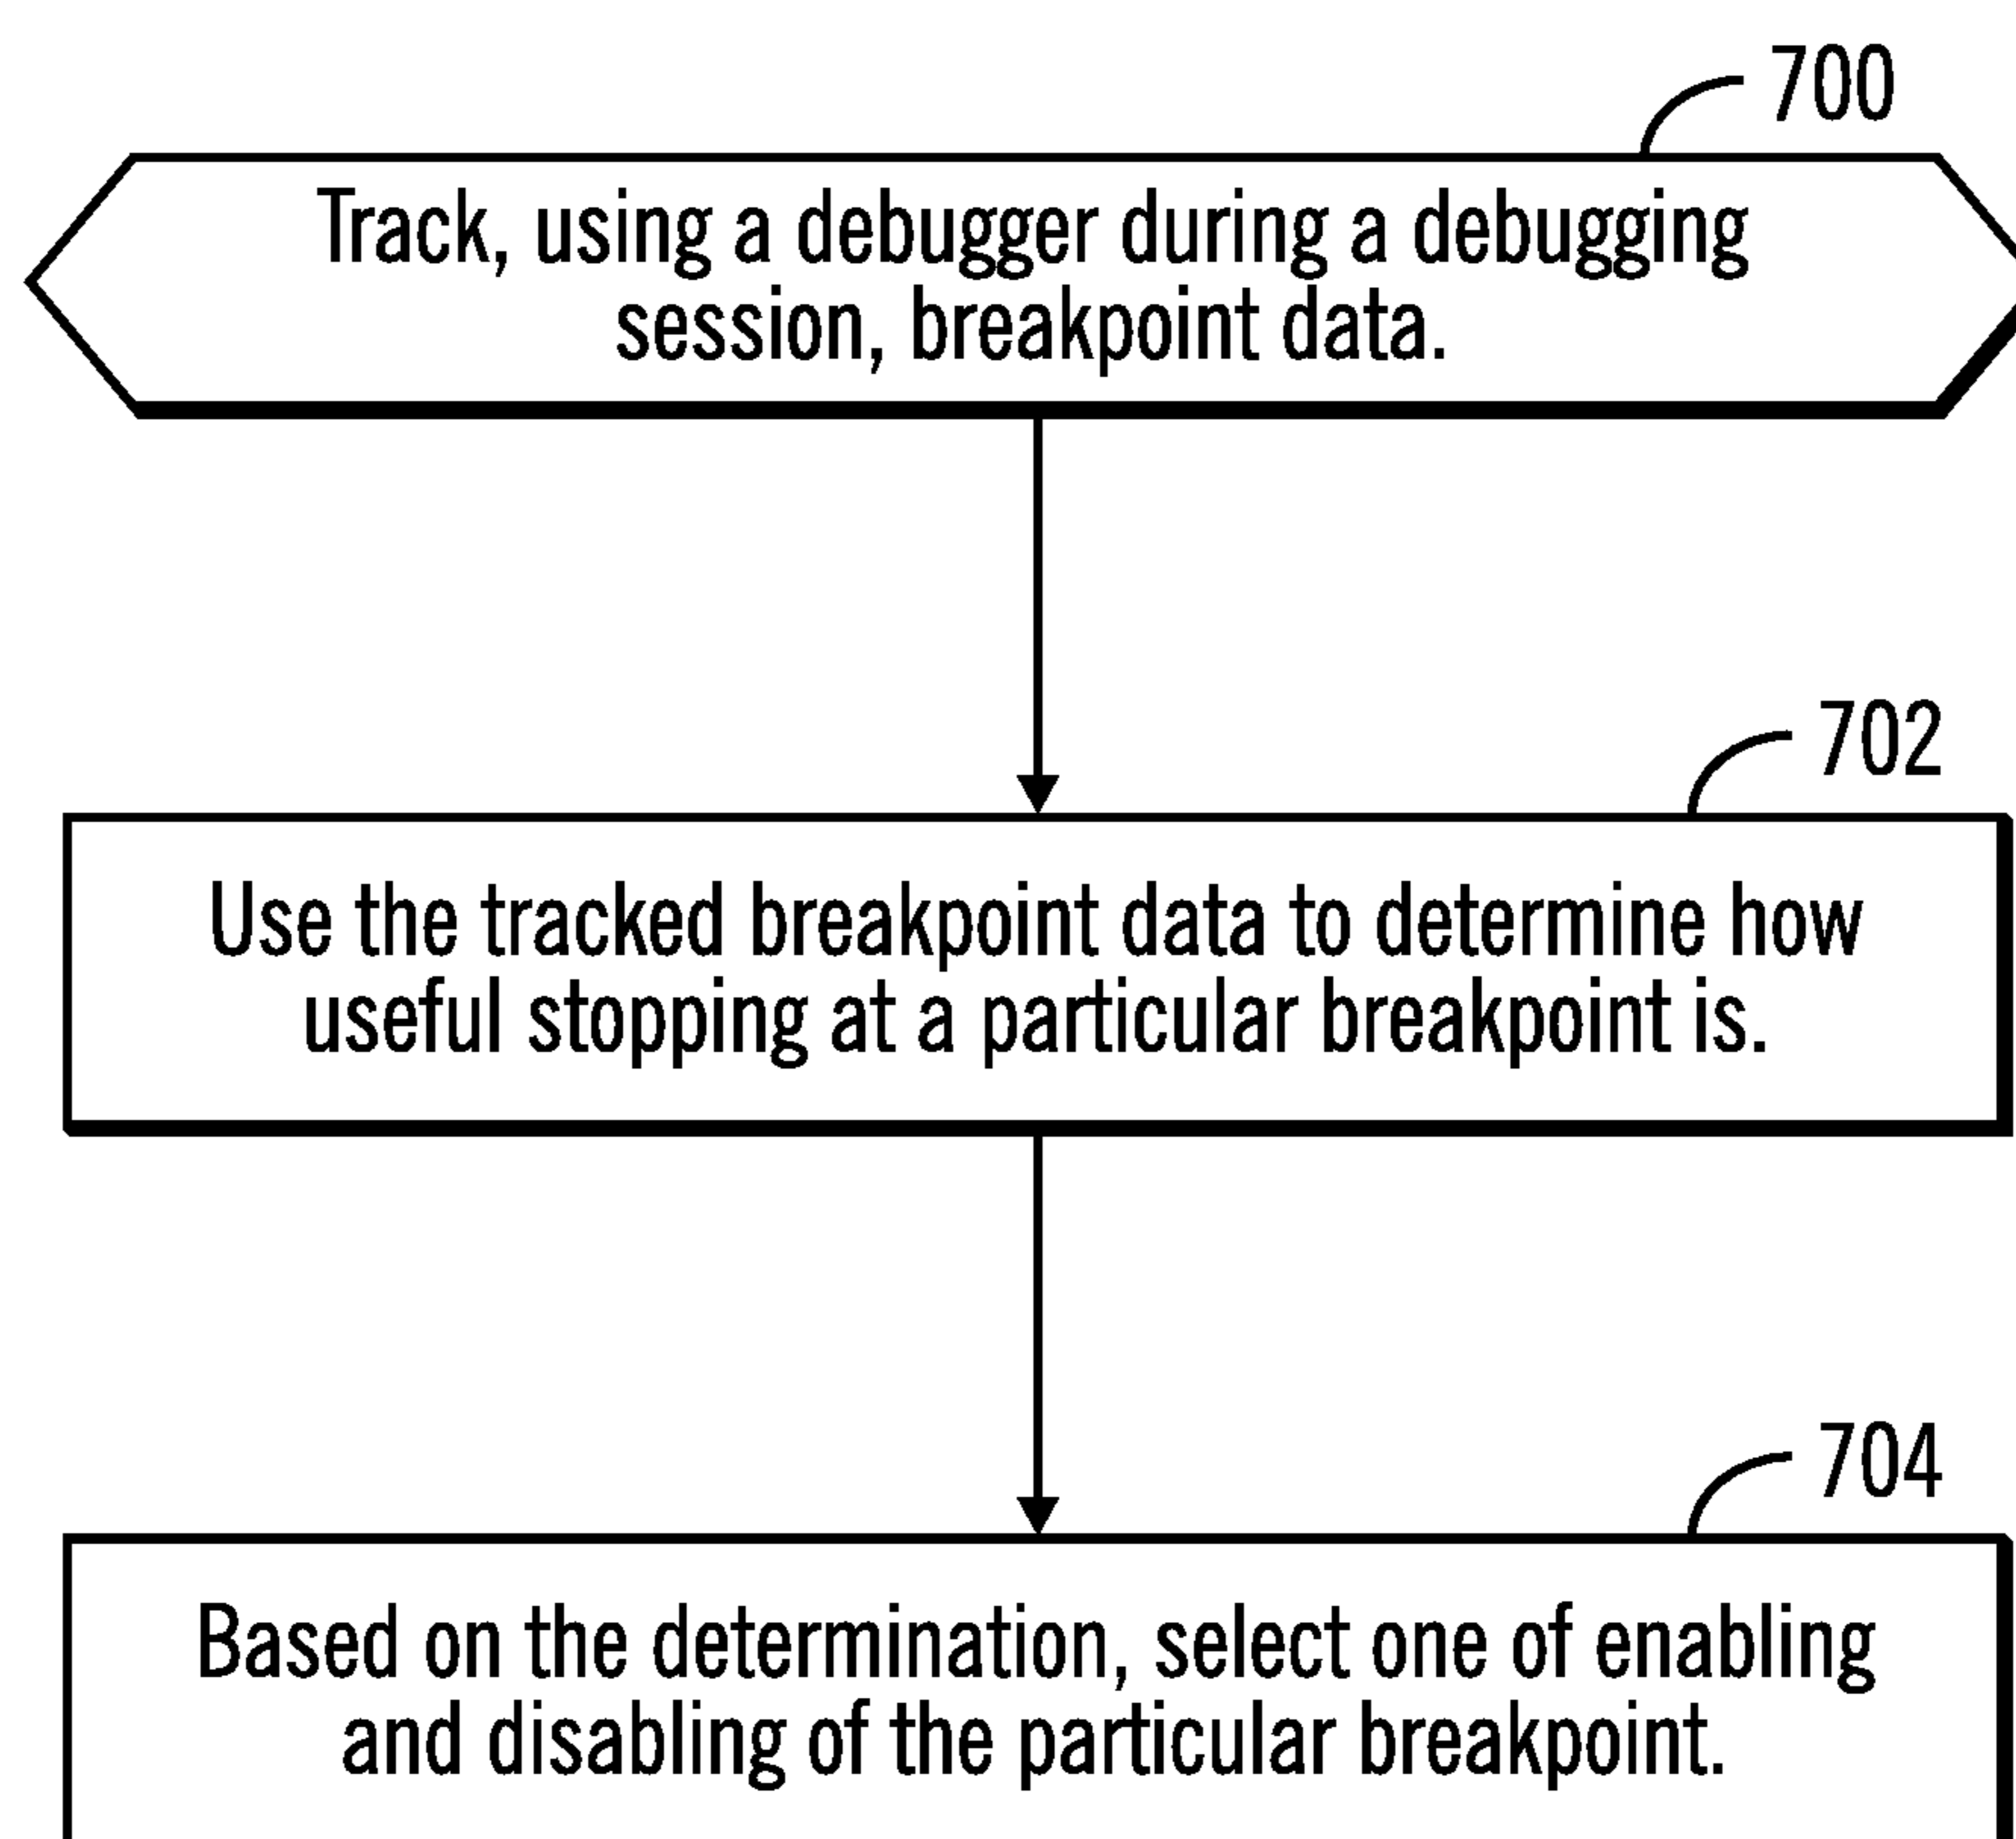 700
Track, using a debugger during a debugging
session, breakpoint data.
702
Use the tracked breakpoint data to determine how
useful stopping at a particular breakpoint is.
704
Based on the determination, select one of enabling
and disabling of the particular breakpoint.